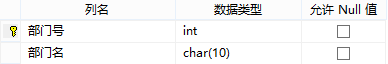 列名 数据类型 允许 Null 值
部门号 int
部门名 char(10)